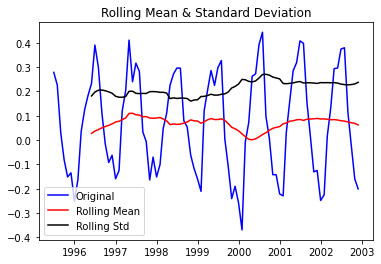 Rolling Mean & Standard Deviation
0.4
0.3
0.2
0.1
0.0
−0.1
−0.2
−0.3
−0.4
Original
Rolling Mean
Rolling Std
1996 1997 1998 1999 2000 2001 2002 2003